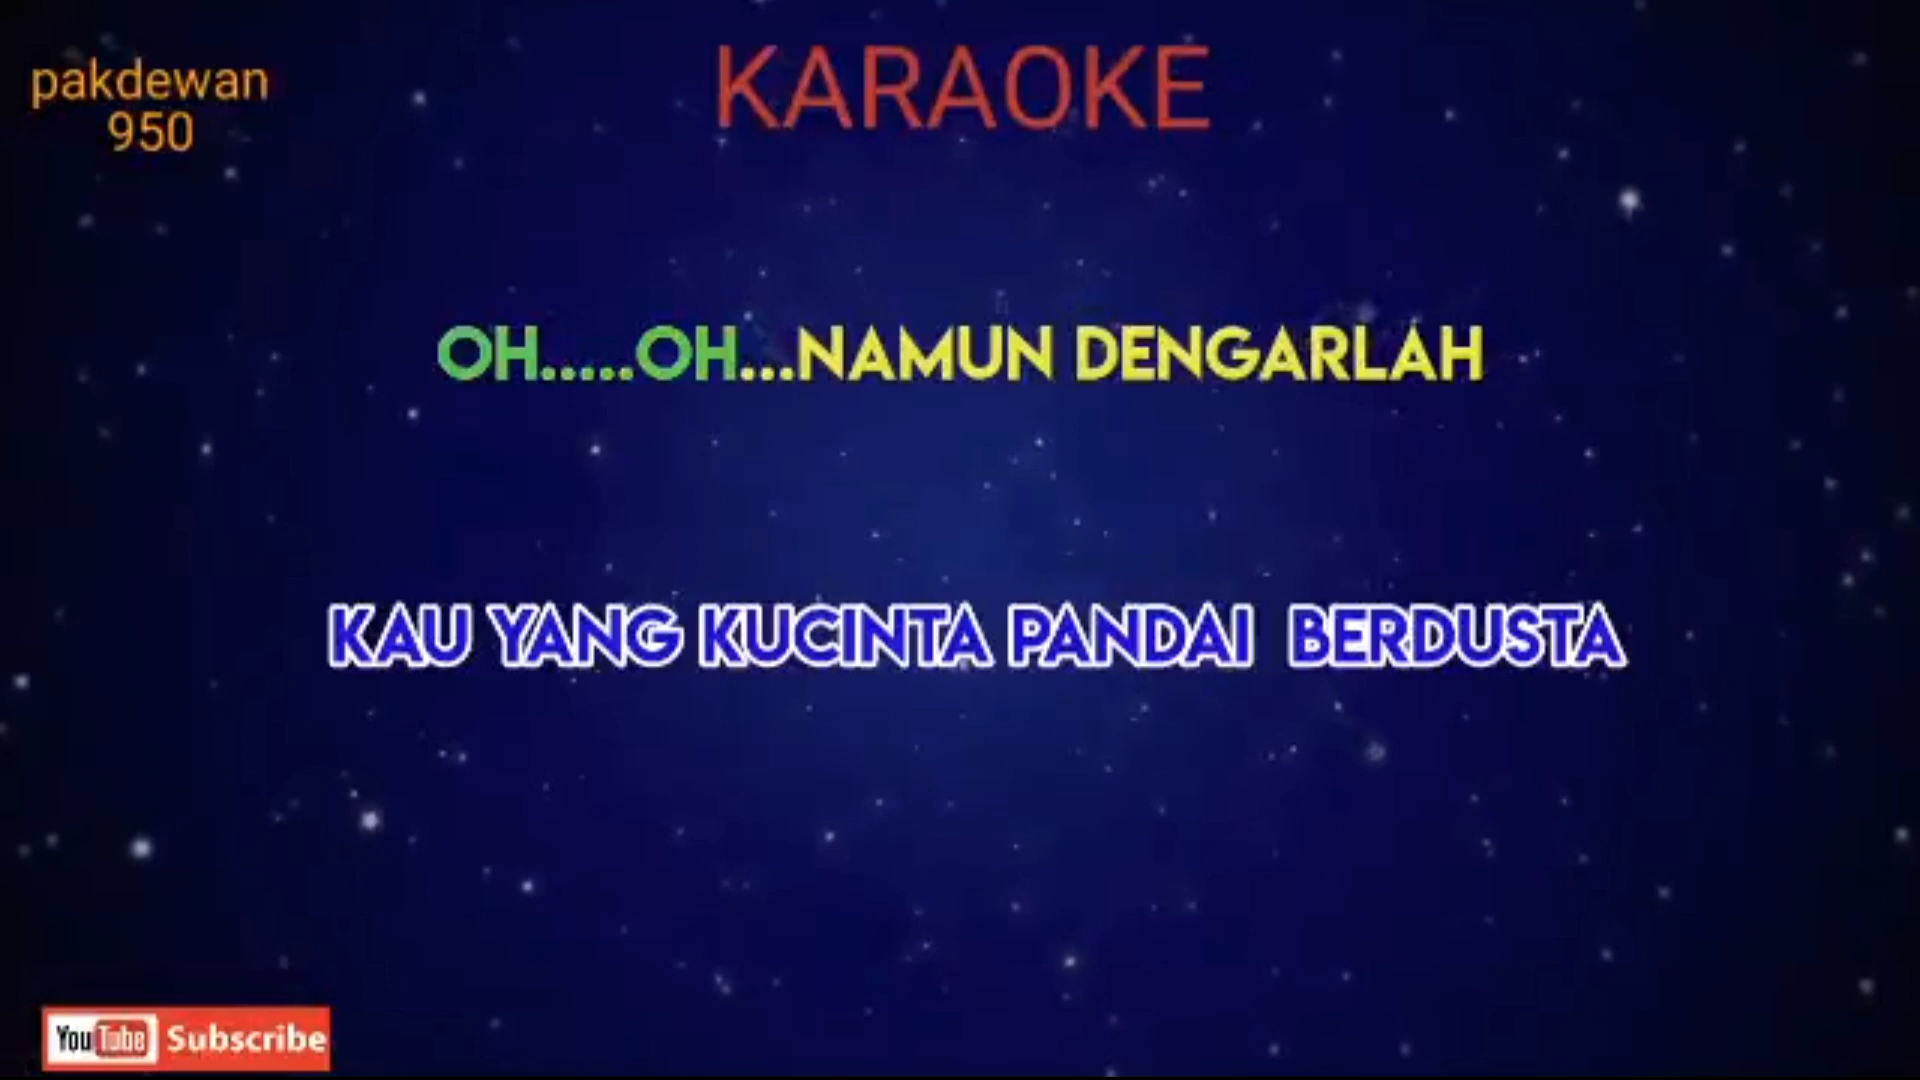 pakdewan
950
KARAOKE
OH.....OH...NAMUN DENGARLAH
KAU YANG KUCINTA PANDAI BERDUSTA
YouTube Subscribe